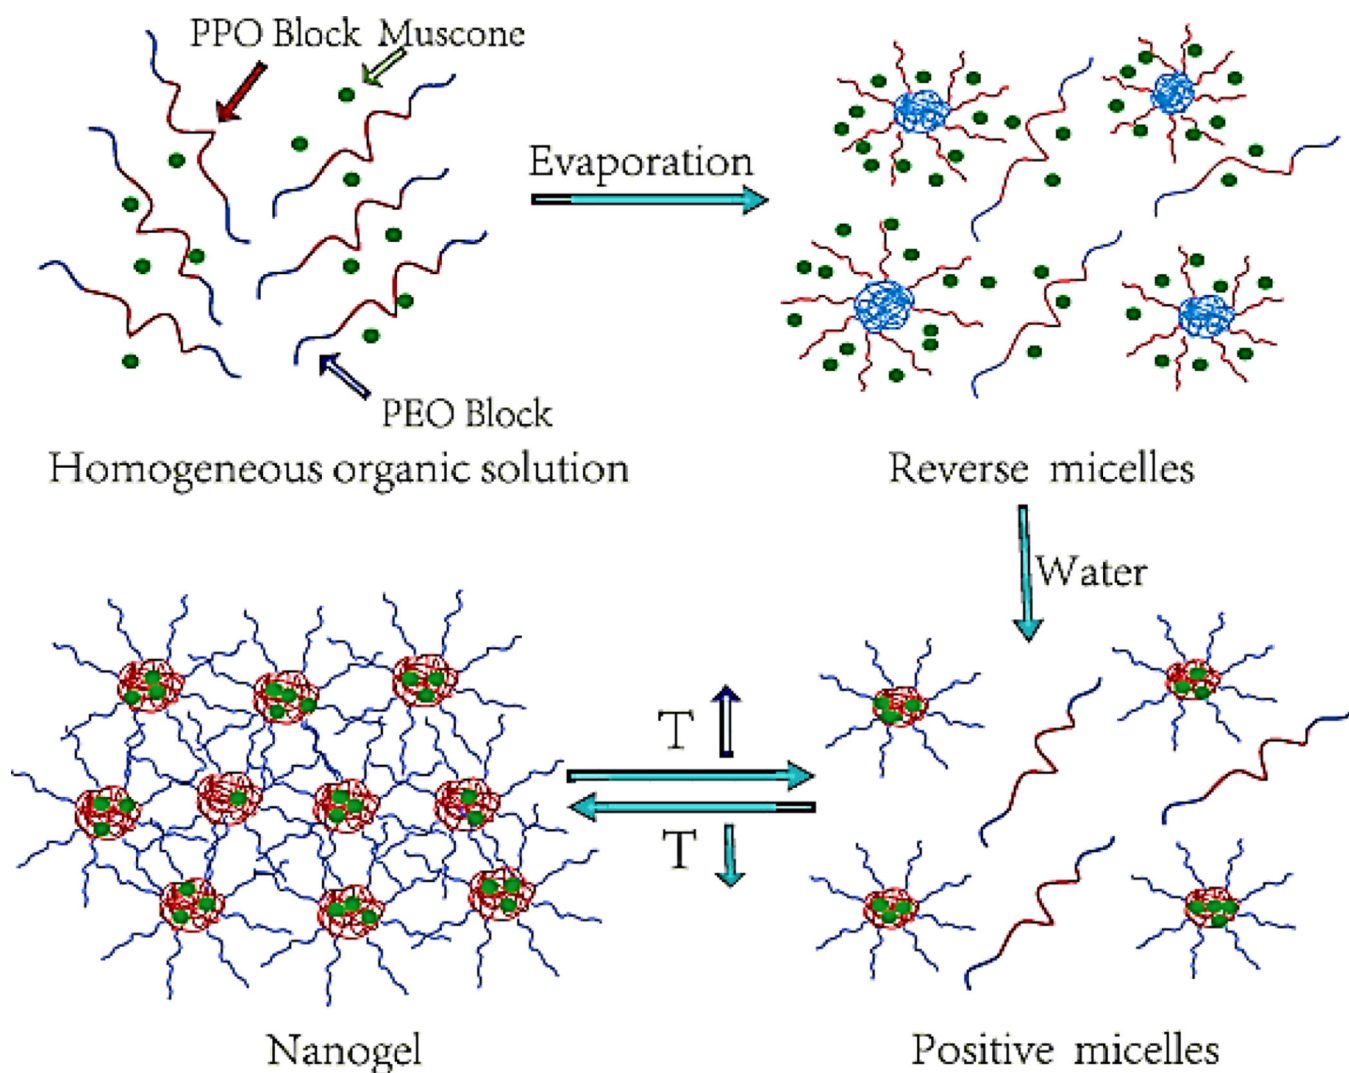 PPO Block Muscone
Evaporation
PEO Block
Homogeneous organic solution
Reverse micelles
Water
T
T
Nanogel
Positive micelles